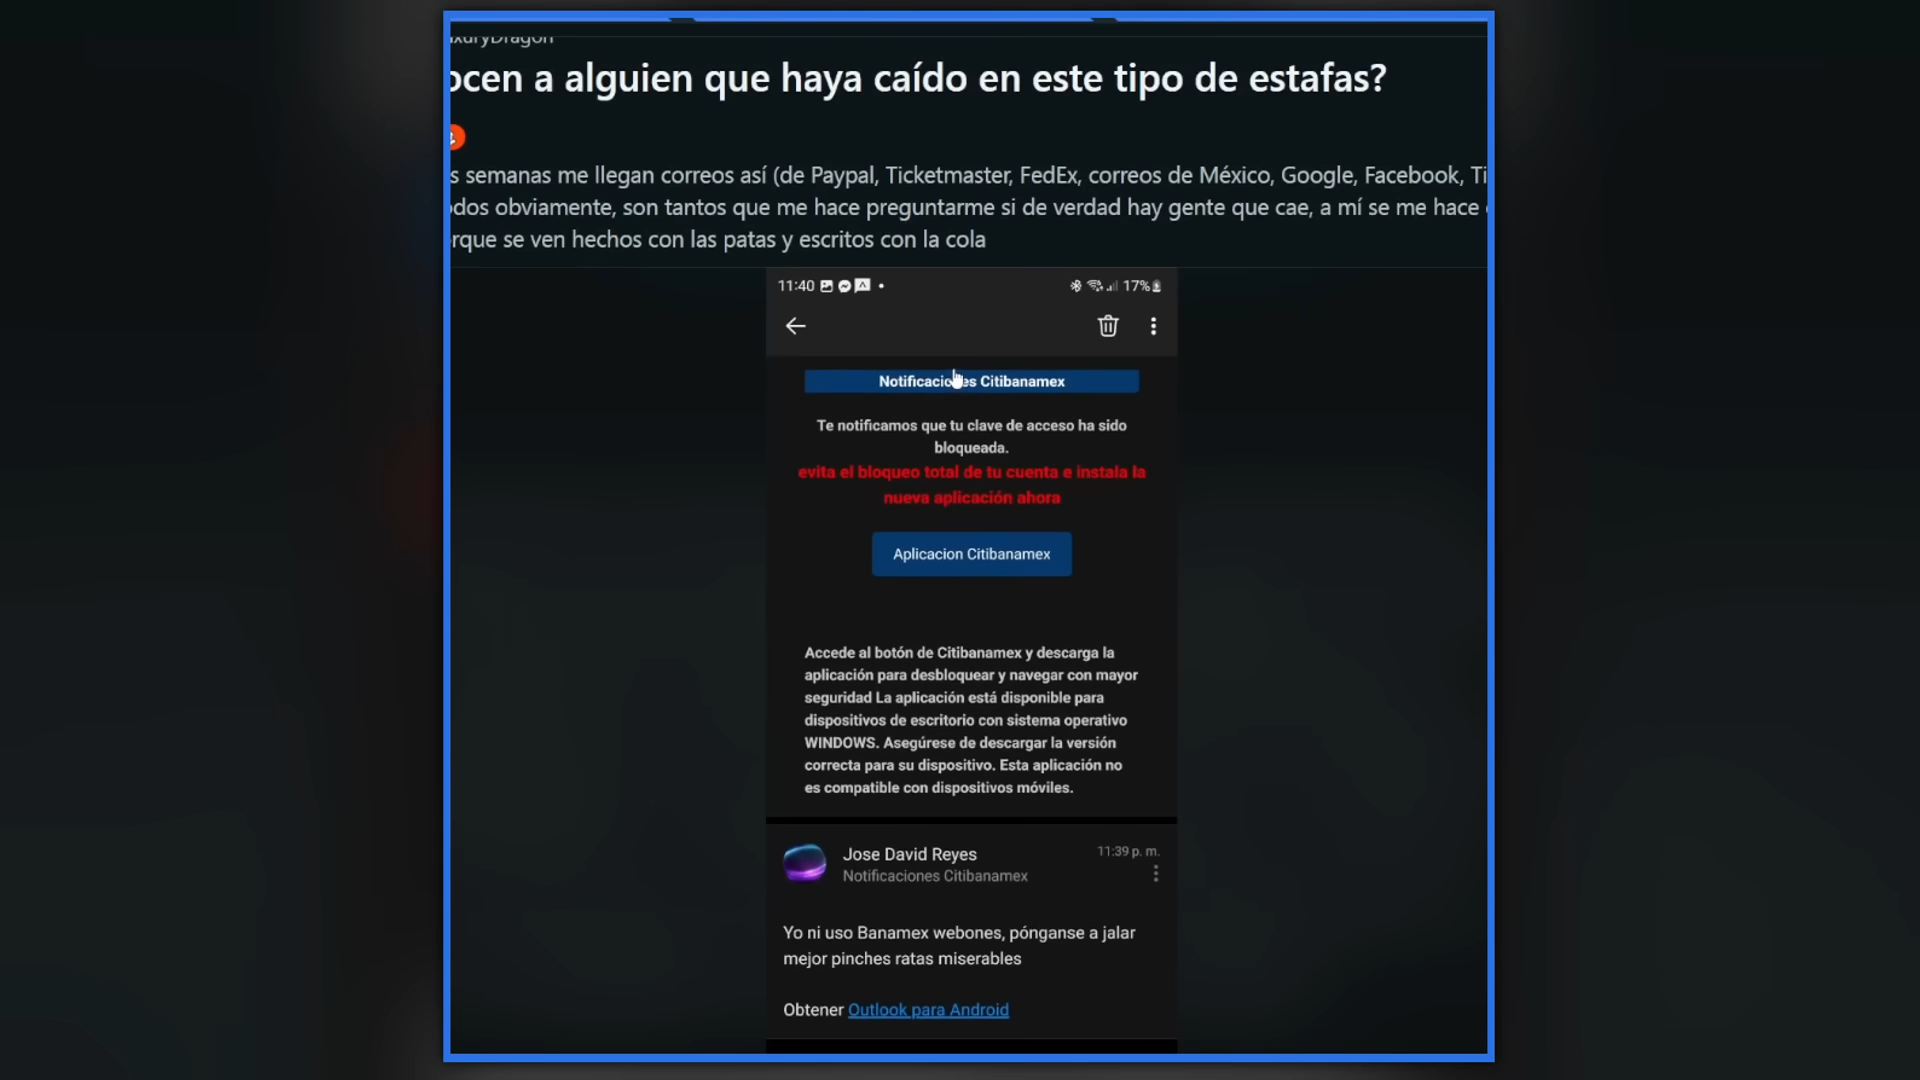 uxuryDragon
ocen a alguien que haya caído en este tipo de estafas?
s semanas me llegan correos así (de Paypal, Ticketmaster, FedEx, correos de México, Google, Facebook, Ti
odos obviamente, son tantos que me hace preguntarme si de verdad hay gente que cae, a mí se me hace
rque se ven hechos con las patas y escritos con la cola
11:40 17%
Notificaciones Citibanamex
Te notificamos que tu clave de acceso ha sido
bloqueada.
evita el bloqueo total de tu cuenta e instala la
nueva aplicación ahora
Aplicacion Citibanamex
Accede al botón de Citibanamex y descarga la
aplicación para desbloquear y navegar con mayor
seguridad La aplicación está disponible para
dispositivos de escritorio con sistema operativo
WINDOWS. Asegúrese de descargar la versión
correcta para su dispositivo. Esta aplicación no
es compatible con dispositivos móviles.
Jose David Reyes 11:39 p. m.
Notificaciones Citibanamex
Yo ni uso Banamex webones, pónganse a jalar
mejor pinches ratas miserables
Obtener Outlook para Android